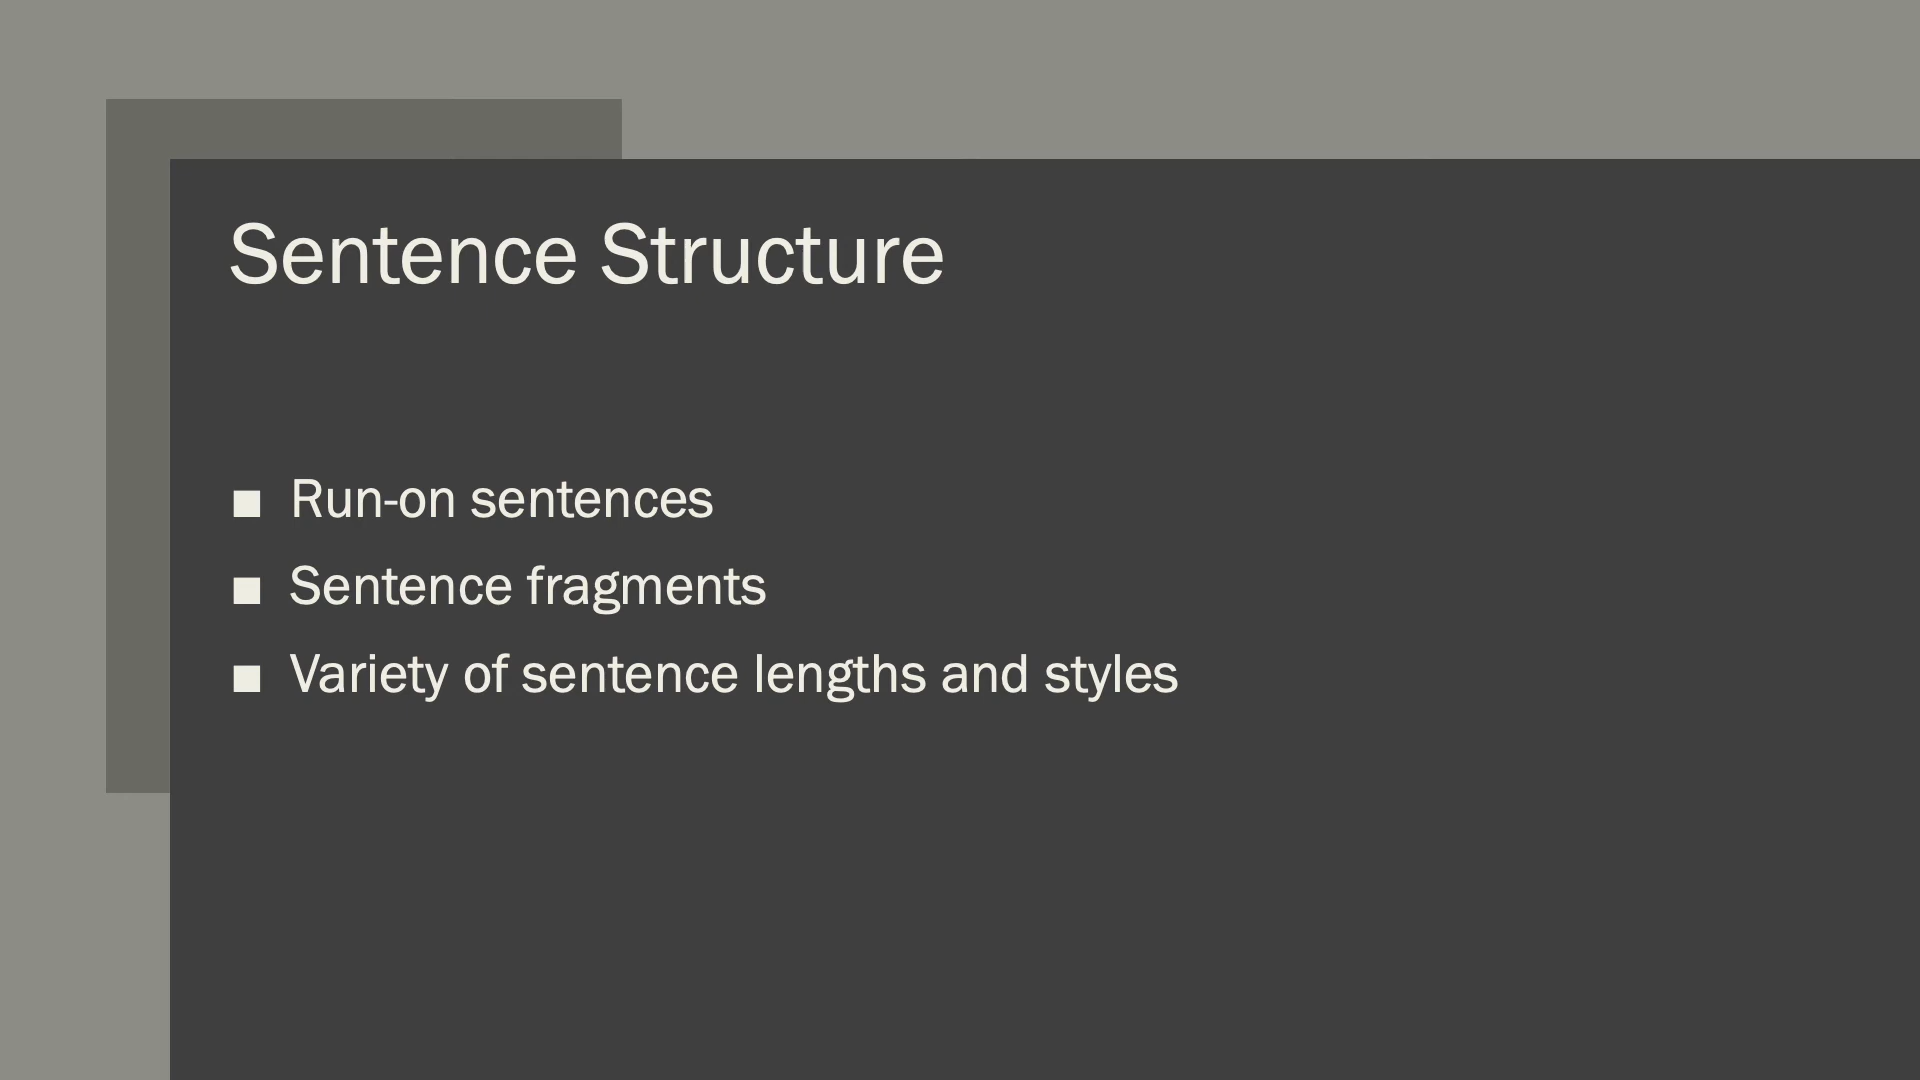 Sentence Structure
■ Run-on sentences
■ Sentence fragments
■ Variety of sentence lengths and styles